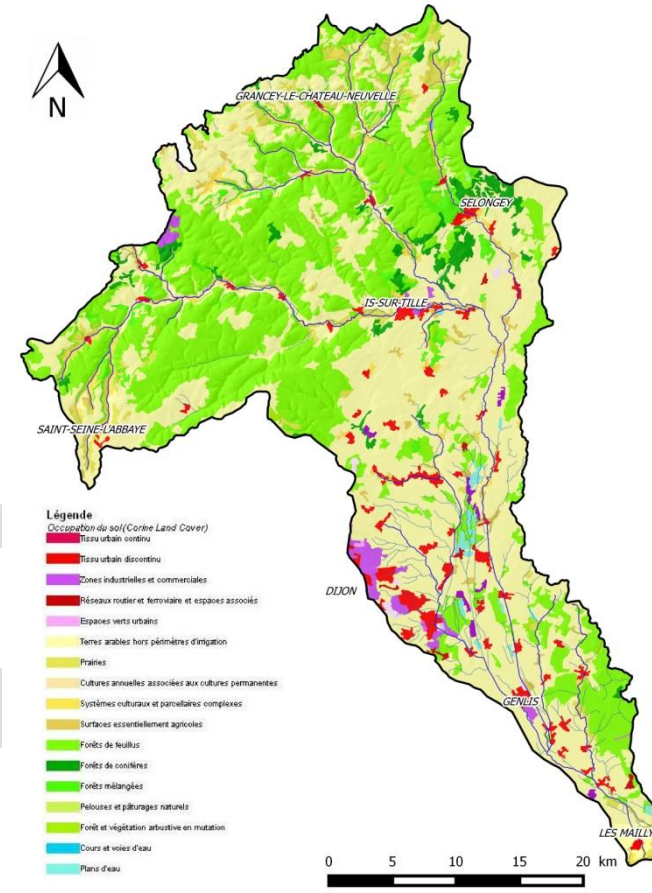 N
GRANCEY-LE-CHATEAU-NEUVELLE
SELONGEY
IS-SUR-TILLE
SAINT-SEINE-L'ABBAYE
DIJON
GENLIS
LES MAILLY
Légende
Occupation du sol (Corine Land Cover)
Tissu urbain continu
Tissu urbain discontinu
Zones industrielles et commerciales
Réseaux routier et ferroviaire et espaces associés
Espaces verts urbains
Terres arables hors périmètres d'irrigation
Prairies
Cultures annuelles associées aux cultures permanentes
Systèmes culturaux et parcellaires complexes
Surfaces essentiellement agricoles
Forêts de feuillus
Forêts de conifères
Forêts mélangées
Pelouses et pâturages naturels
Forêt et végétation arbustive en mutation
Cours et voies d'eau
Plans d'eau
0 5 10 15 20 km